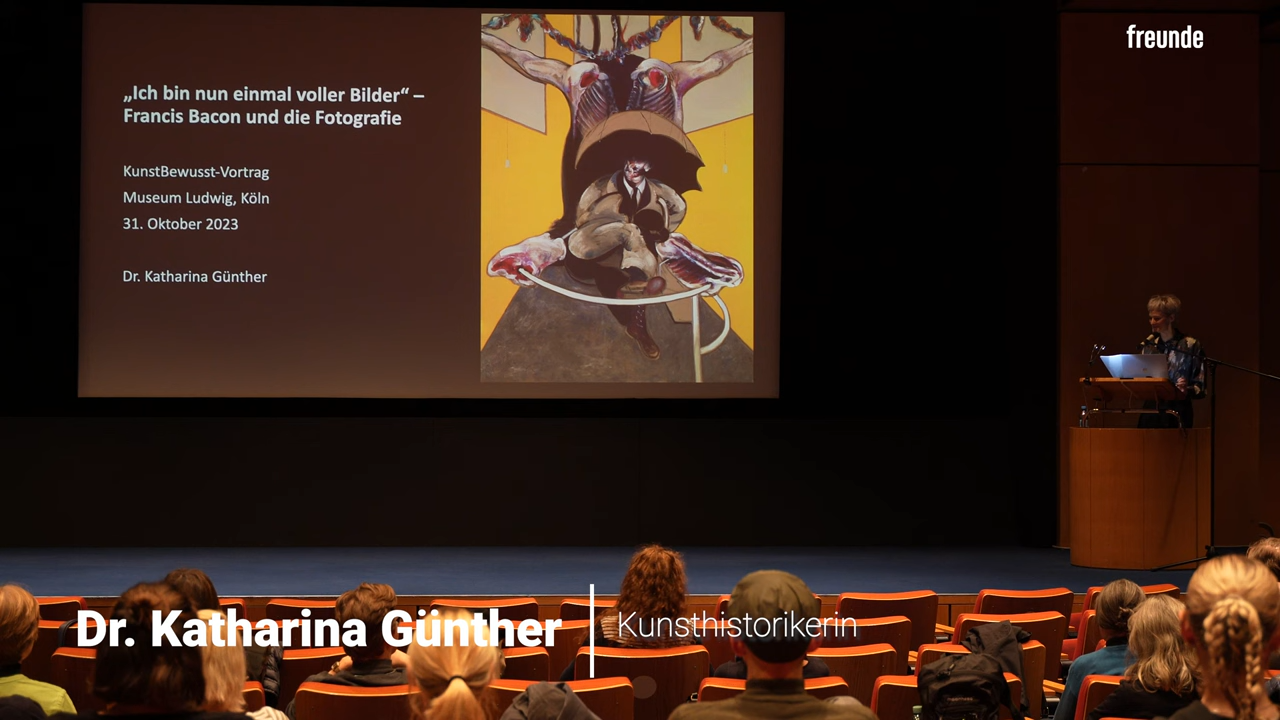 „Ich bin nun einmal voller Bilder“ –
Francis Bacon und die Fotografie
KunstBewusst-Vortrag
Museum Ludwig, Köln
31. Oktober 2023
Dr. Katharina Günther
freunde
Dr. Katharina Günther
Kunsthistorikerin